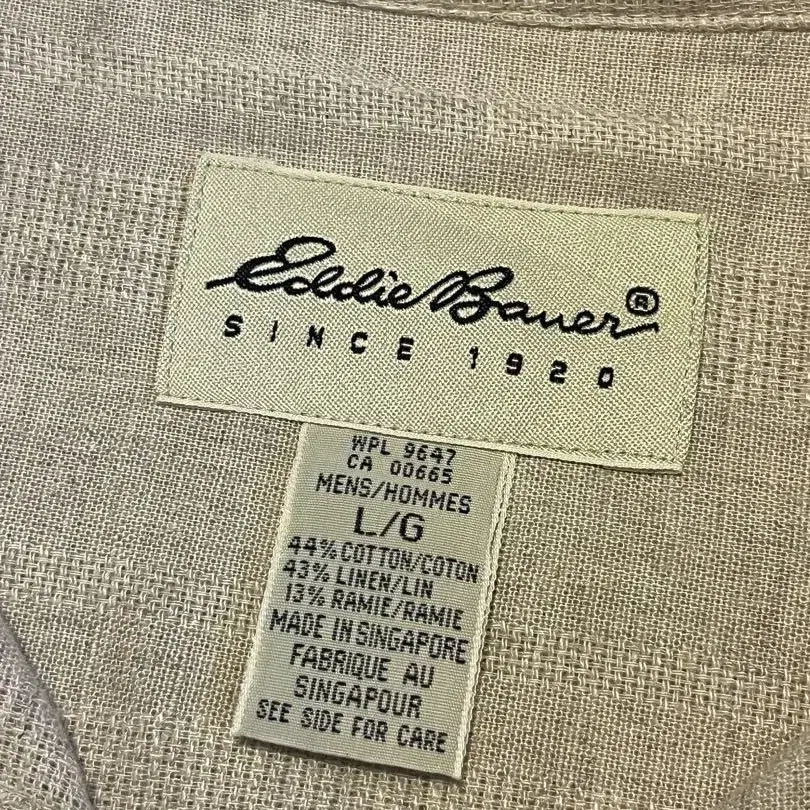 Eddie Bauer®
SINCE 1920
WPL 9647
CA 00665
MENS/HOMMES
L/G
44% COTTON/COTON
43% LINEN/LIN
13% RAMIE/RAMIE
MADE IN SINGAPORE
FABRIQUE AU
SINGAPOUR
SEE SIDE FOR CARE